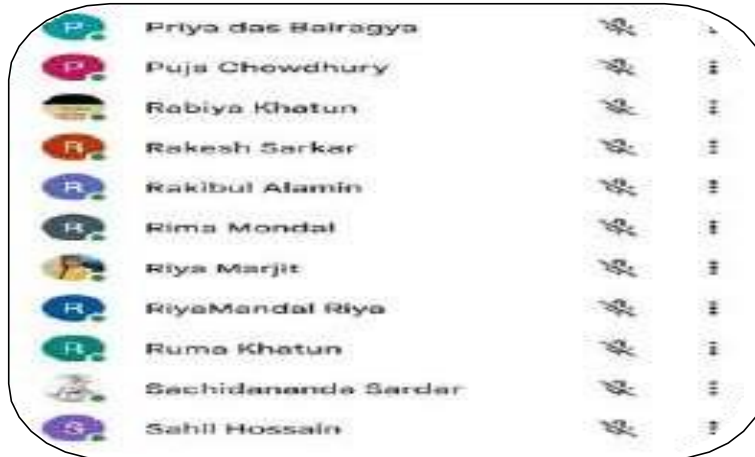 P Priya das Bairagya
P Puja Chowdhury
Rabiya Khatun
R Rakesh Sarkar
R Rakibul Alamin
R Rima Mondal
Riya Marjit
R RiyaMandal Riya
R Ruma Khatun
Sachidananda Sardar
S Sahil Hossain